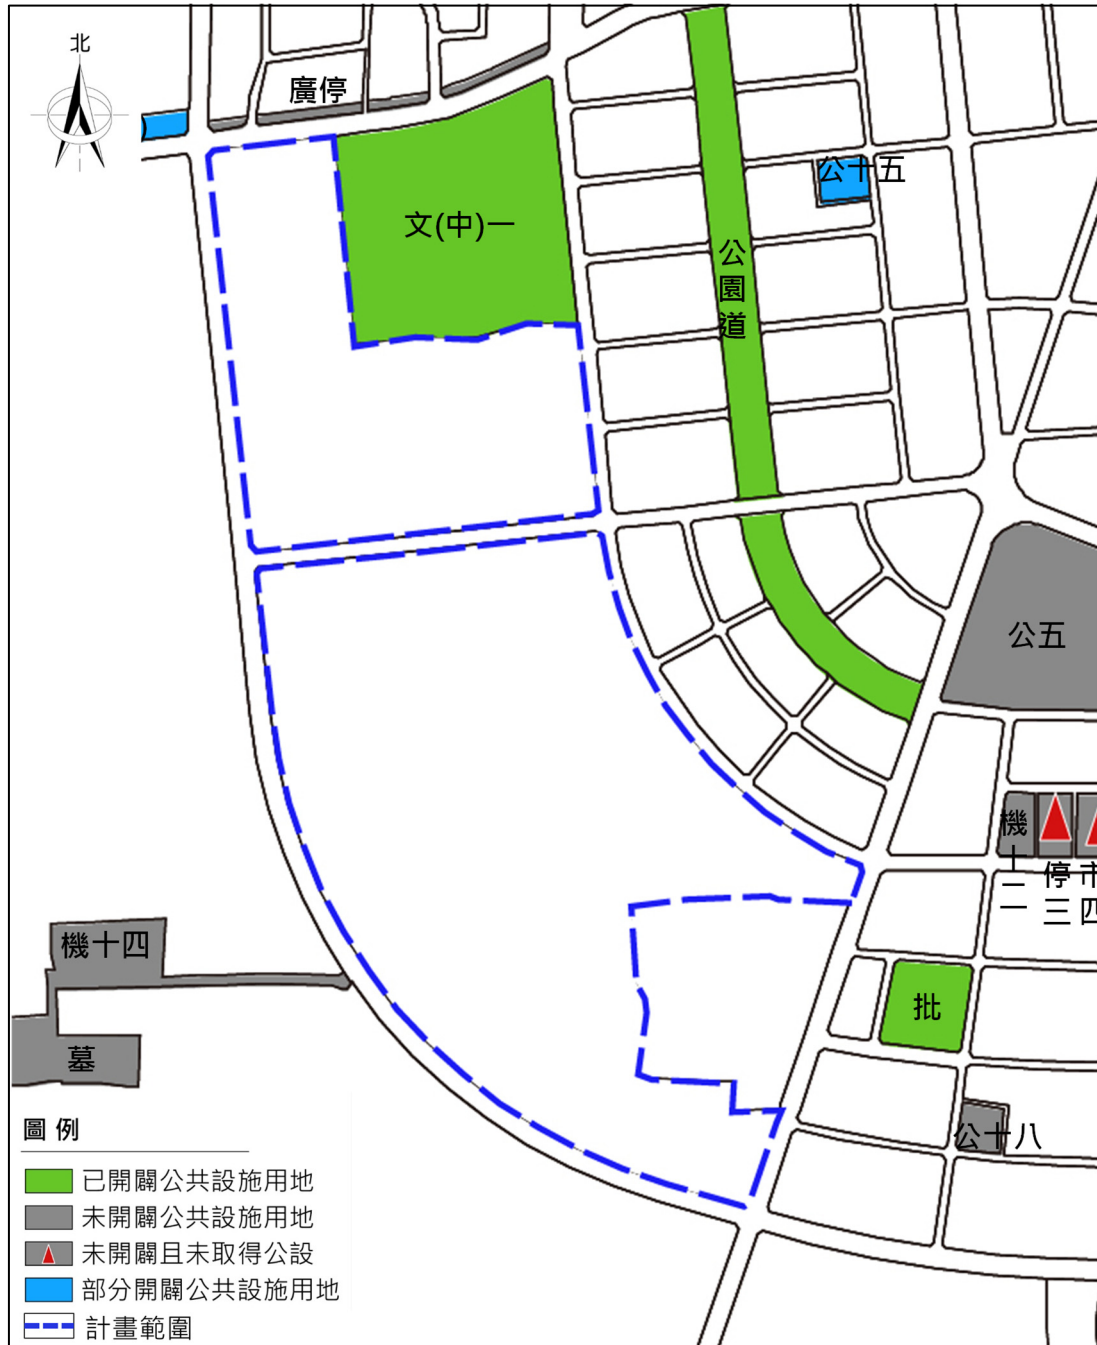 北
廣停
公十五
文(中)一
公園道
公五
機十二
停三
市四
機十四
批
墓
公十八
圖例
已開闢公共設施用地
未開闢公共設施用地
未開闢且未取得公設
部分開闢公共設施用地
計畫範圍